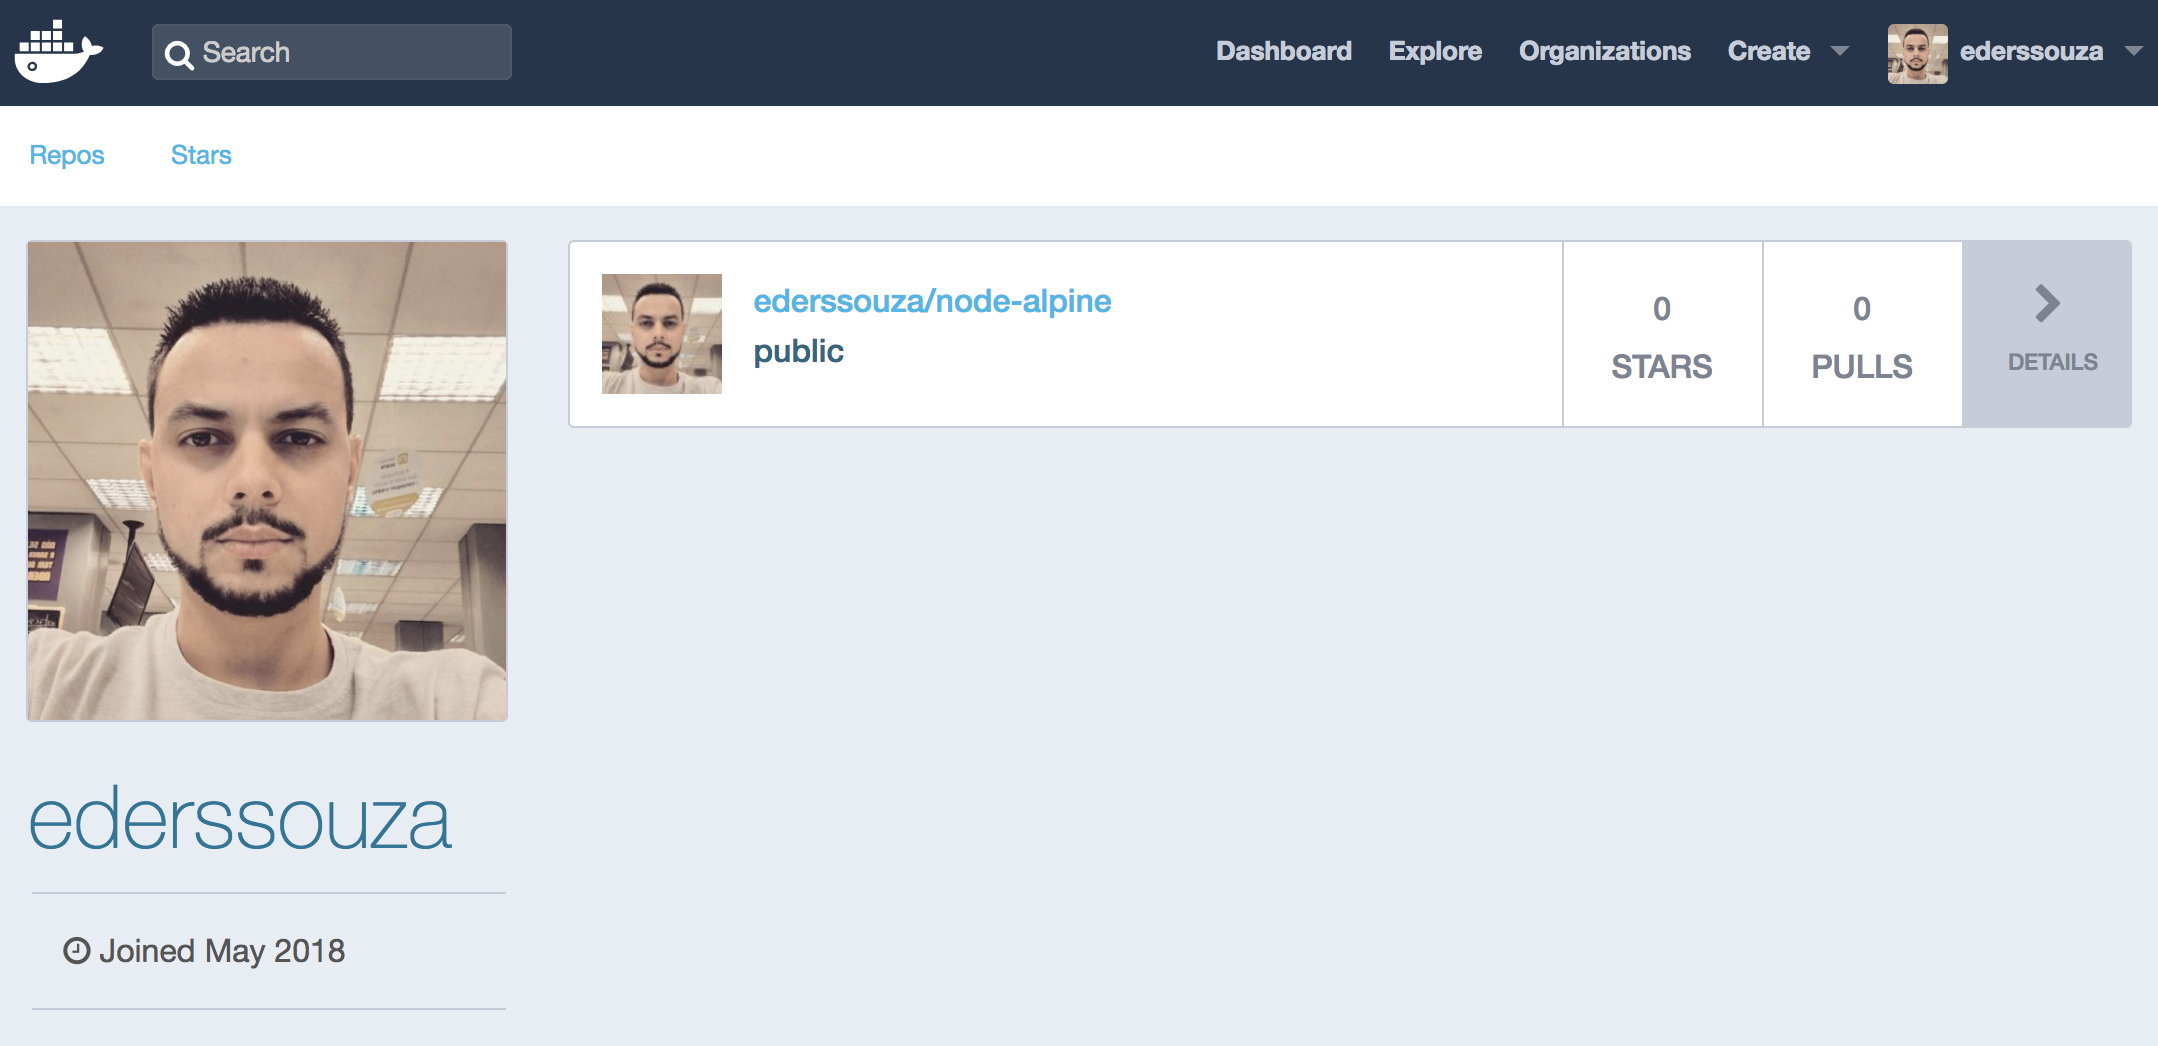 Search
Dashboard
Explore
Organizations
Create
ederssouza
Repos
Stars
ederssouza/node-alpine
public
0
STARS
0
PULLS
DETAILS
ederssouza
Joined May 2018